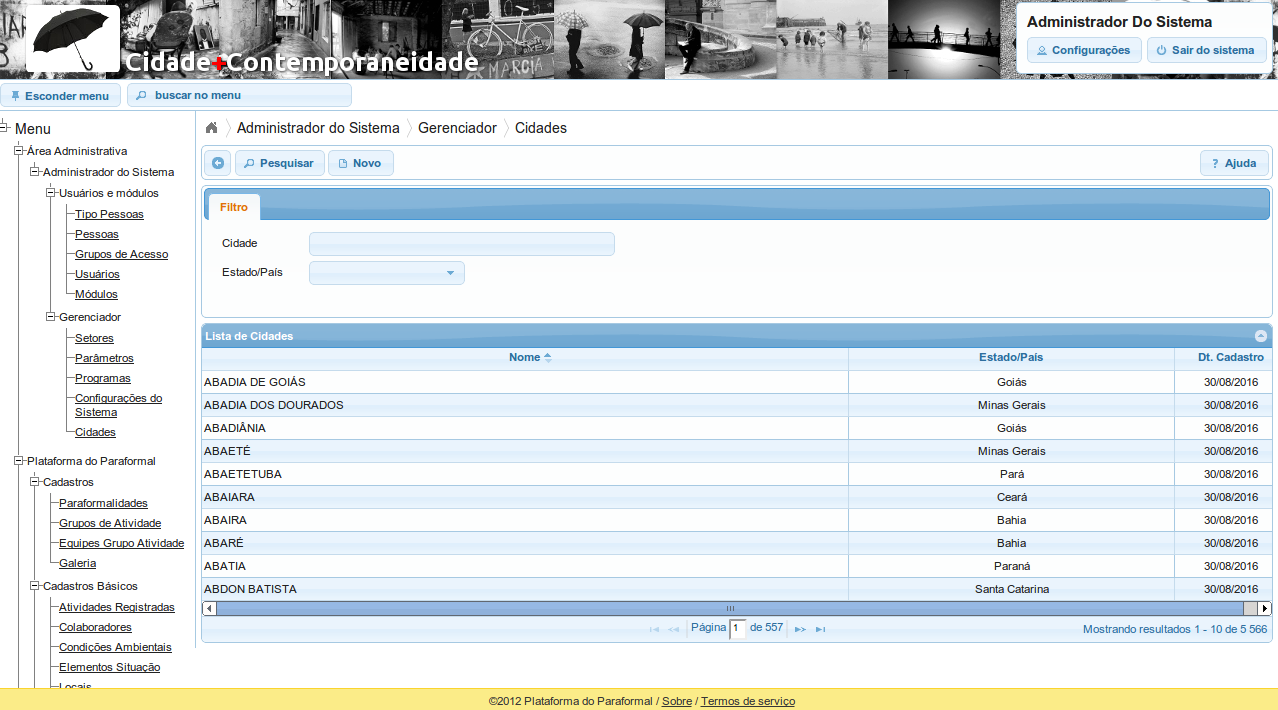 Cidade+Contemporaneidade
MARCIA
Administrador Do Sistema
Configurações
Sair do sistema
Esconder menu
buscar no menu
Menu
Área Administrativa
Administrador do Sistema
Usuários e módulos
Tipo Pessoas
Pessoas
Grupos de Acesso
Usuários
Módulos
Gerenciador
Setores
Parâmetros
Programas
Configurações do
Sistema
Cidades
Plataforma do Paraformal
Cadastros
Paraformalidades
Grupos de Atividade
Equipes Grupo Atividade
Galeria
Cadastros Básicos
Atividades Registradas
Colaboradores
Condições Ambientais
Elementos Situação
Locais
Administrador do Sistema Gerenciador Cidades
Pesquisar Novo ? Ajuda
Filtro
Cidade
Estado/País
Lista de Cidades
Nome Estado/País Dt. Cadastro
ABADIA DE GOIÁS Goiás 30/08/2016
ABADIA DOS DOURADOS Minas Gerais 30/08/2016
ABADIÂNIA Goiás 30/08/2016
ABAETÉ Minas Gerais 30/08/2016
ABAETETUBA Pará 30/08/2016
ABAIARA Ceará 30/08/2016
ABAIRA Bahia 30/08/2016
ABARÉ Bahia 30/08/2016
ABATIA Paraná 30/08/2016
ABDON BATISTA Santa Catarina 30/08/2016
Página 1 de 557 Mostrando resultados 1 - 10 de 5 566
©2012 Plataforma do Paraformal / Sobre / Termos de serviço